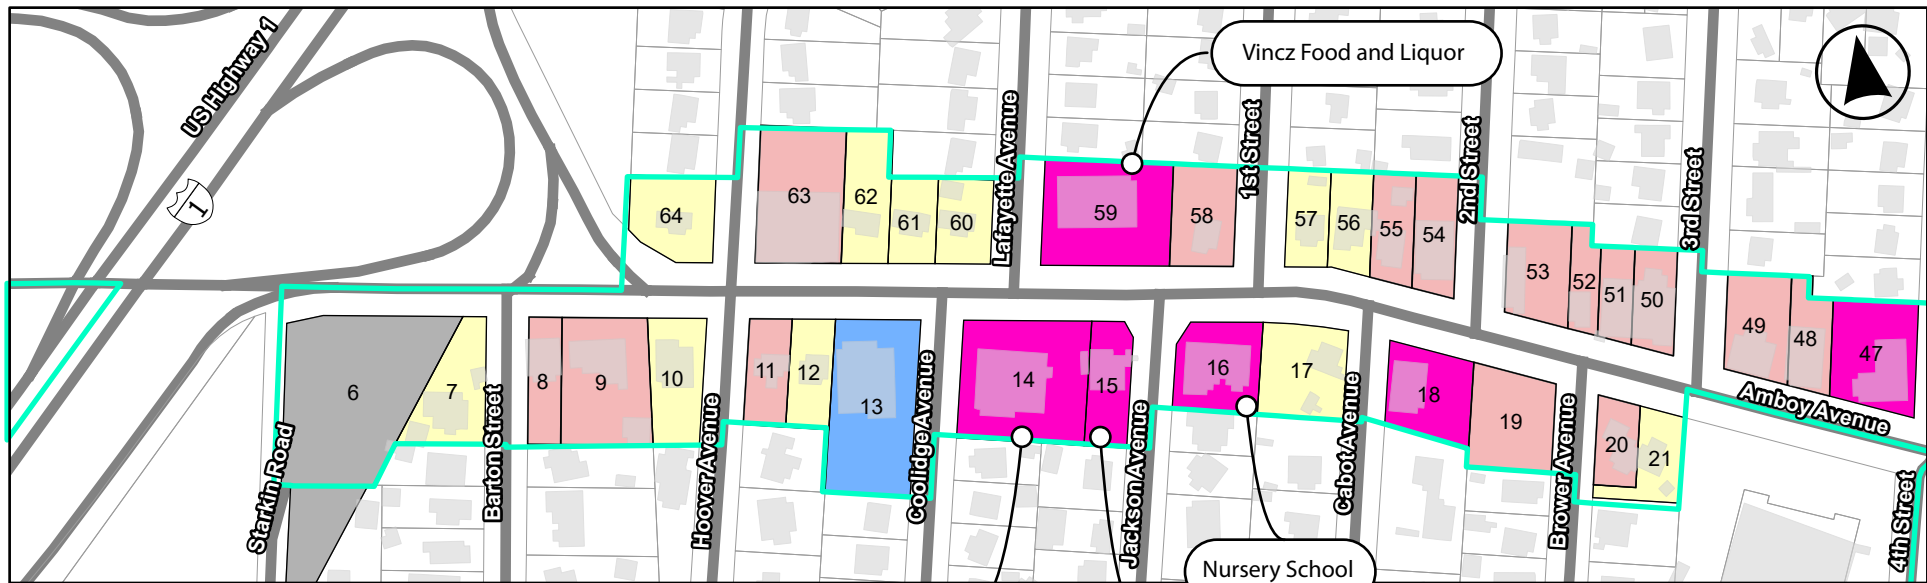 US Highway 1
1
Vincz Food and Liquor
Lafayette Avenue
1st Street
2nd Street
3rd Street
64
63
62
61
60
59
58
57
56
55
54
53
52
51
50
49
48
47
6
7
8
9
10
11
12
13
14
15
16
17
18
19
20
21
Amboy Avenue
Starkin Road
Barton Street
Hoover Avenue
Coolidge Avenue
Jackson Avenue
Cabot Avenue
Brower Avenue
4th Street
Nursery School